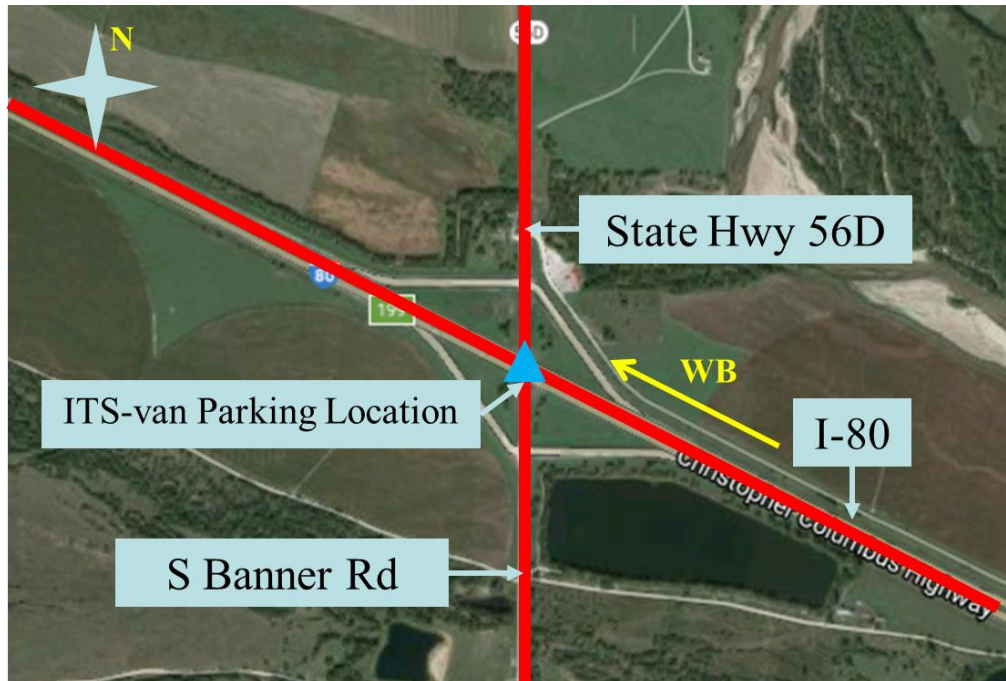 N
56D
State Hwy 56D
80
199
WB
ITS-van Parking Location
I-80
Christopher Columbus Highway
S Banner Rd